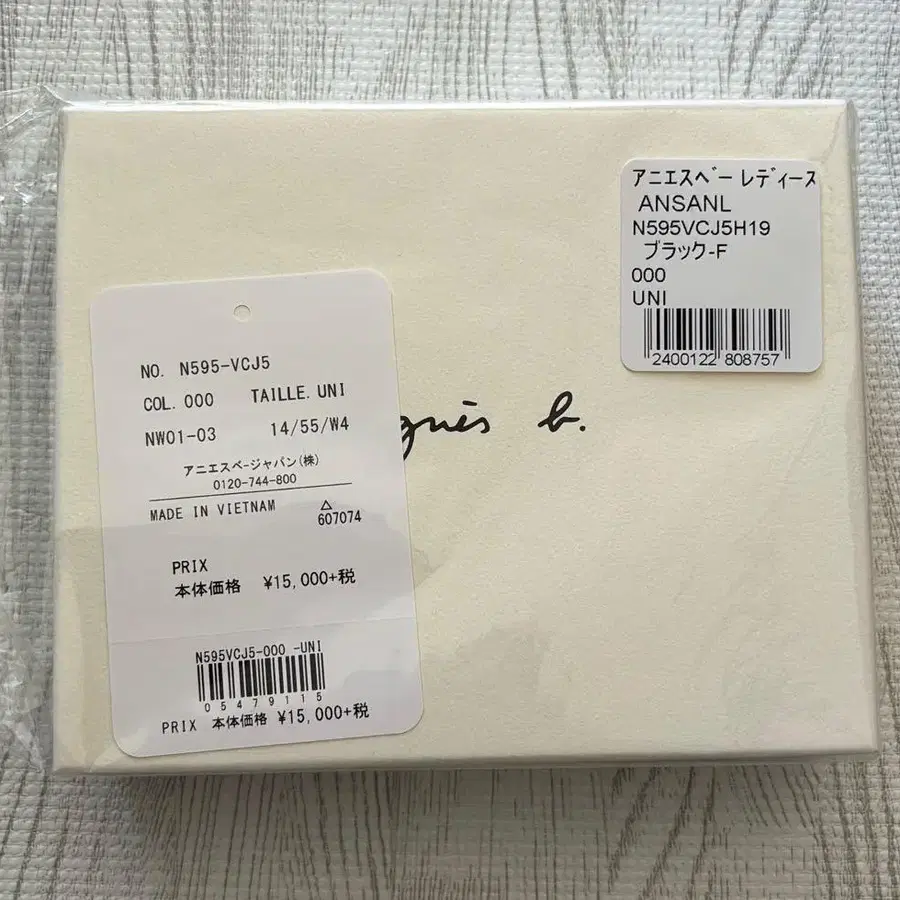 アニエスベー レディース
ANSANL
N595VCJ5H19
ブラック-F
000
UNI
2400122 808757
NO. N595-VCJ5
COL. 000 TAILLE. UNI
NW01-03 14/55/W4
アニエスベージャパン(株)
0120-744-800
MADE IN VIETNAM △
607074
PRIX
本体価格 ¥15,000+税
N595VCJ5-000 -UNI
05479115
PRIX 本体価格 ¥15,000+税
gnès b.